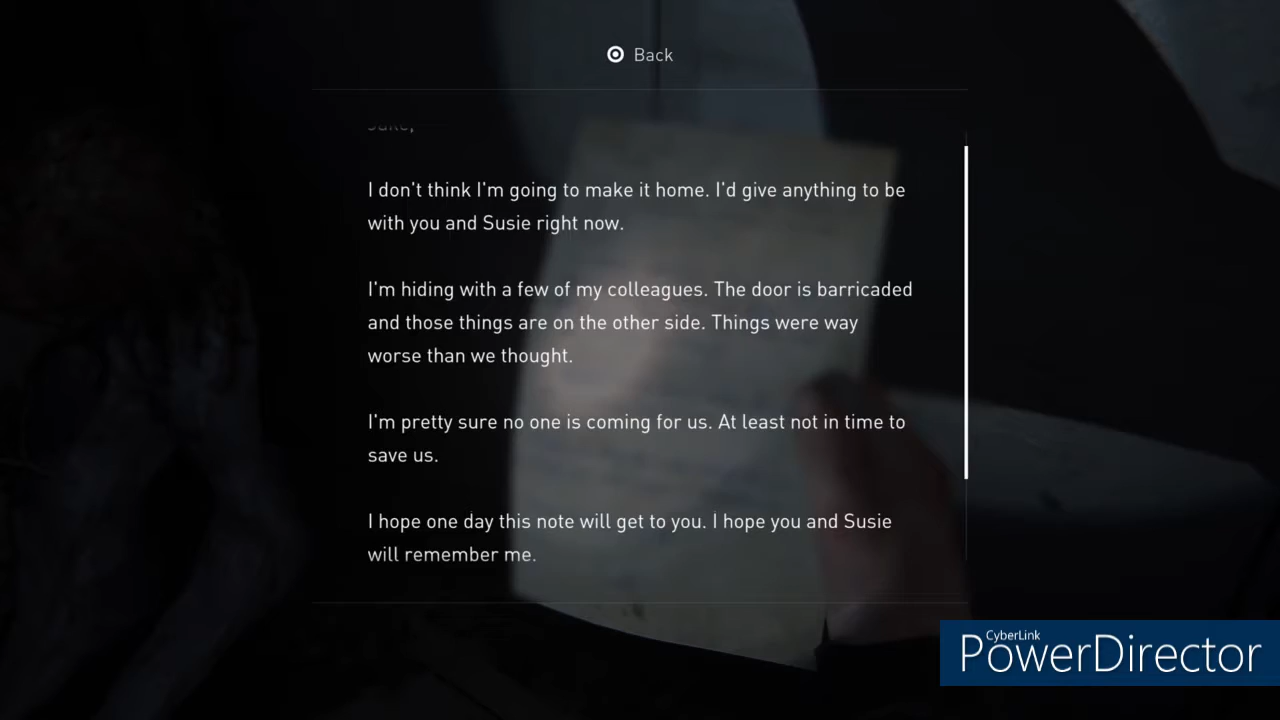 Back
I don't think I'm going to make it home. I'd give anything to be
with you and Susie right now.
I'm hiding with a few of my colleagues. The door is barricaded
and those things are on the other side. Things were way
worse than we thought.
I'm pretty sure no one is coming for us. At least not in time to
save us.
I hope one day this note will get to you. I hope you and Susie
will remember me.
CyberLink
PowerDirector